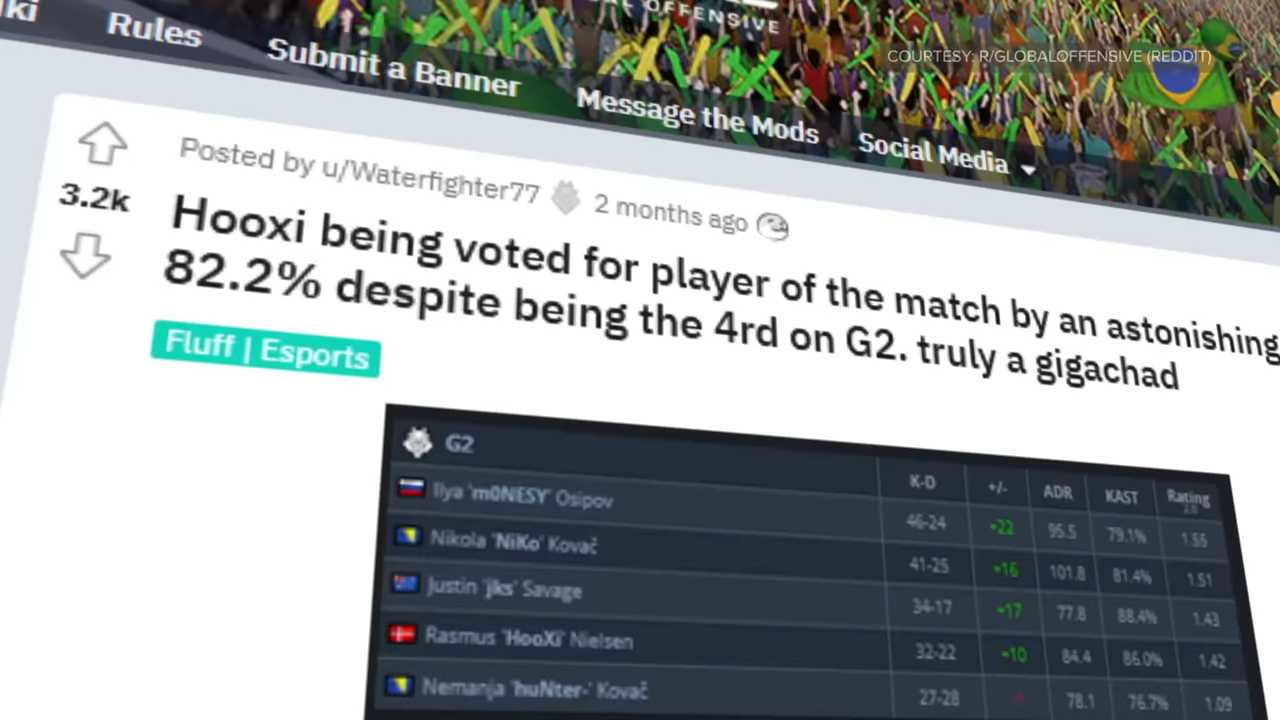 OFFENSIVE
COURTESY: R/GLOBALOFFENSIVE (REDDIT)
Rules
Submit a Banner
Message the Mods
Social Media
Posted by u/Waterfighter77 2 months ago
3.2k
Hooxi being voted for player of the match by an astonishing
82.2% despite being the 4rd on G2. truly a gigachad
Fluff | Esports
G2 K-D +/- ADR KAST Rating 2.0
Ilya 'm0NESY' Osipov 46-24 +22 95.5 79.1% 1.55
Nikola 'NiKo' Kovač 41-25 +16 101.8 81.4% 1.51
Justin 'jks' Savage 34-17 +17 77.8 88.4% 1.43
Rasmus 'HooXi' Nielsen 32-22 +10 84.4 86.0% 1.42
Nemanja 'huNter-' Kovač 27-28 78.1 76.7% 1.09